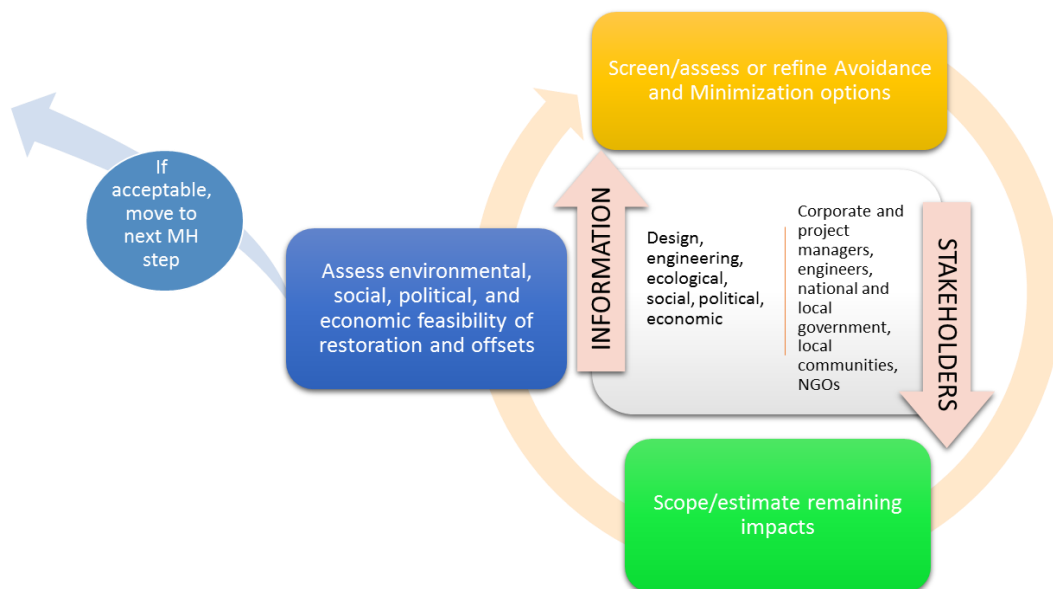 Screen/assess or refine Avoidance
and Minimization options
If
acceptable,
move to
next MH
step
Assess environmental,
social, political, and
economic feasibility of
restoration and offsets
INFORMATION
Design,
engineering,
ecological,
social, political,
economic
Corporate and
project
managers,
engineers,
national and
local
government,
local
communities,
NGOs
STAKEHOLDERS
Scope/estimate remaining
impacts